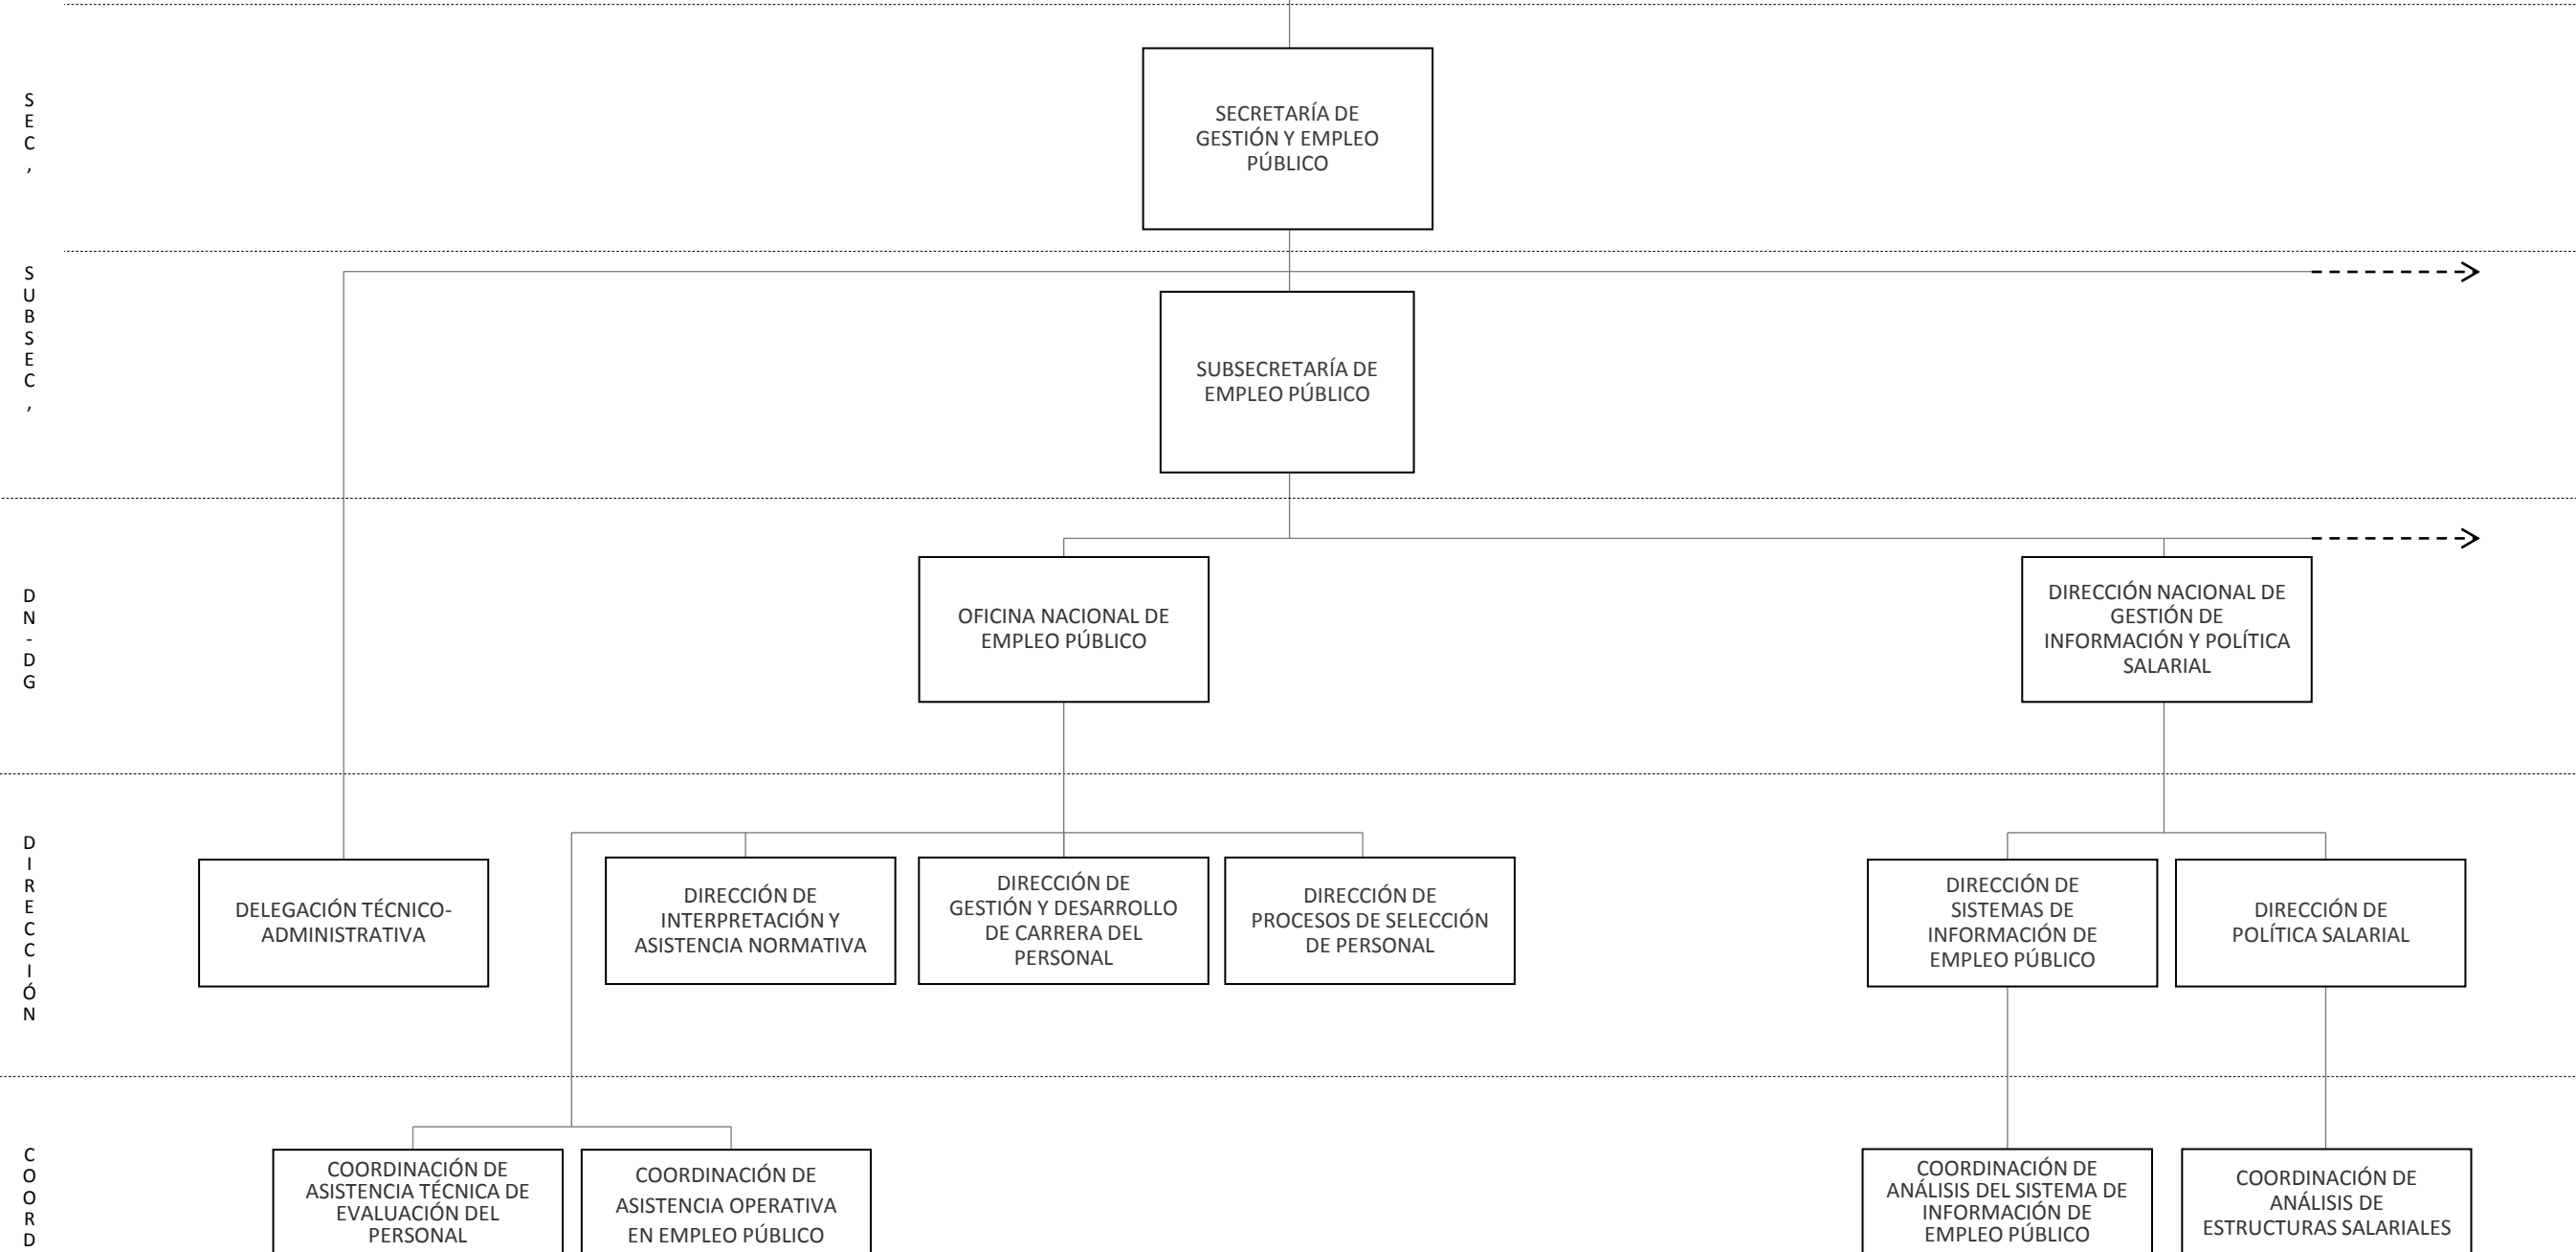 S
E
C
,
SECRETARÍA DE
GESTIÓN Y EMPLEO
PÚBLICO
S
U
B
S
E
C
,
SUBSECRETARÍA DE
EMPLEO PÚBLICO
D
N
-
D
G
OFICINA NACIONAL DE
EMPLEO PÚBLICO
DIRECCIÓN NACIONAL DE
GESTIÓN DE
INFORMACIÓN Y POLÍTICA
SALARIAL
D
I
R
E
C
C
I
Ó
N
DELEGACIÓN TÉCNICO-
ADMINISTRATIVA
DIRECCIÓN DE
INTERPRETACIÓN Y
ASISTENCIA NORMATIVA
DIRECCIÓN DE
GESTIÓN Y DESARROLLO
DE CARRERA DEL
PERSONAL
DIRECCIÓN DE
PROCESOS DE SELECCIÓN
DE PERSONAL
DIRECCIÓN DE
SISTEMAS DE
INFORMACIÓN DE
EMPLEO PÚBLICO
DIRECCIÓN DE
POLÍTICA SALARIAL
C
O
O
R
D
COORDINACIÓN DE
ASISTENCIA TÉCNICA DE
EVALUACIÓN DEL
PERSONAL
COORDINACIÓN DE
ASISTENCIA OPERATIVA
EN EMPLEO PÚBLICO
COORDINACIÓN DE
ANÁLISIS DEL SISTEMA DE
INFORMACIÓN DE
EMPLEO PÚBLICO
COORDINACIÓN DE
ANÁLISIS DE
ESTRUCTURAS SALARIALES